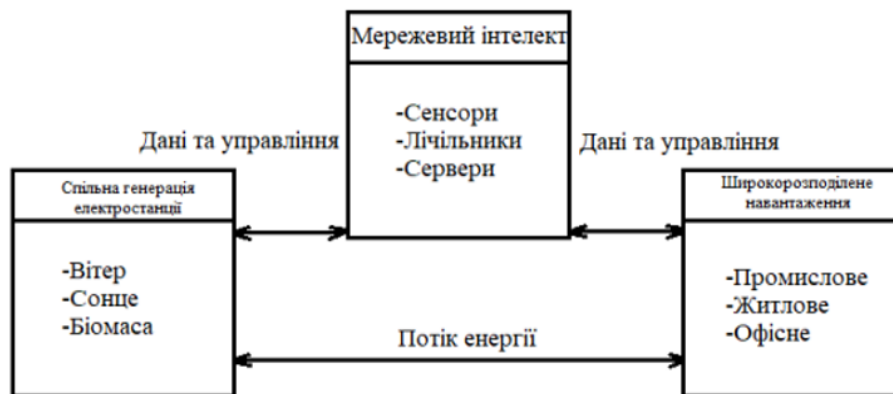 Мережевий інтелект
-Сенсори
-Лічільники
-Сервери
Дані та управління
Дані та управління
Спільна генерація
електростанції
-Вітер
-Сонце
-Біомаса
Широкорозподілене
навантаження
-Промислове
-Житлове
-Офісне
Потік енергії